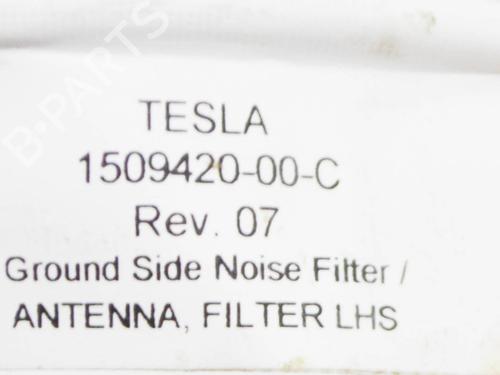 B-PARTS
TESLA
1509420-00-C
Rev. 07
Ground Side Noise Filter /
ANTENNA, FILTER LHS